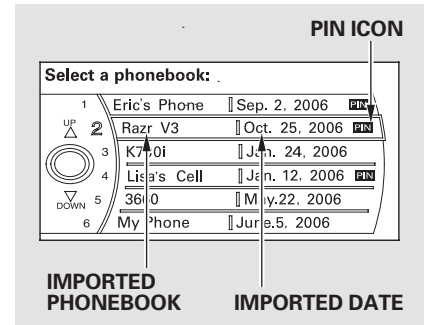 PIN ICON
Select a phonebook:
1 Eric's Phone Sep. 2, 2006 PIN
UP 2 Razr V3 Oct. 25, 2006 PIN
3 K790i Jan. 24, 2006
4 Lisa's Cell Jan. 12, 2006 PIN
DOWN 5 3660 May.22, 2006
6 My Phone June.5, 2006
IMPORTED PHONEBOOK
IMPORTED DATE